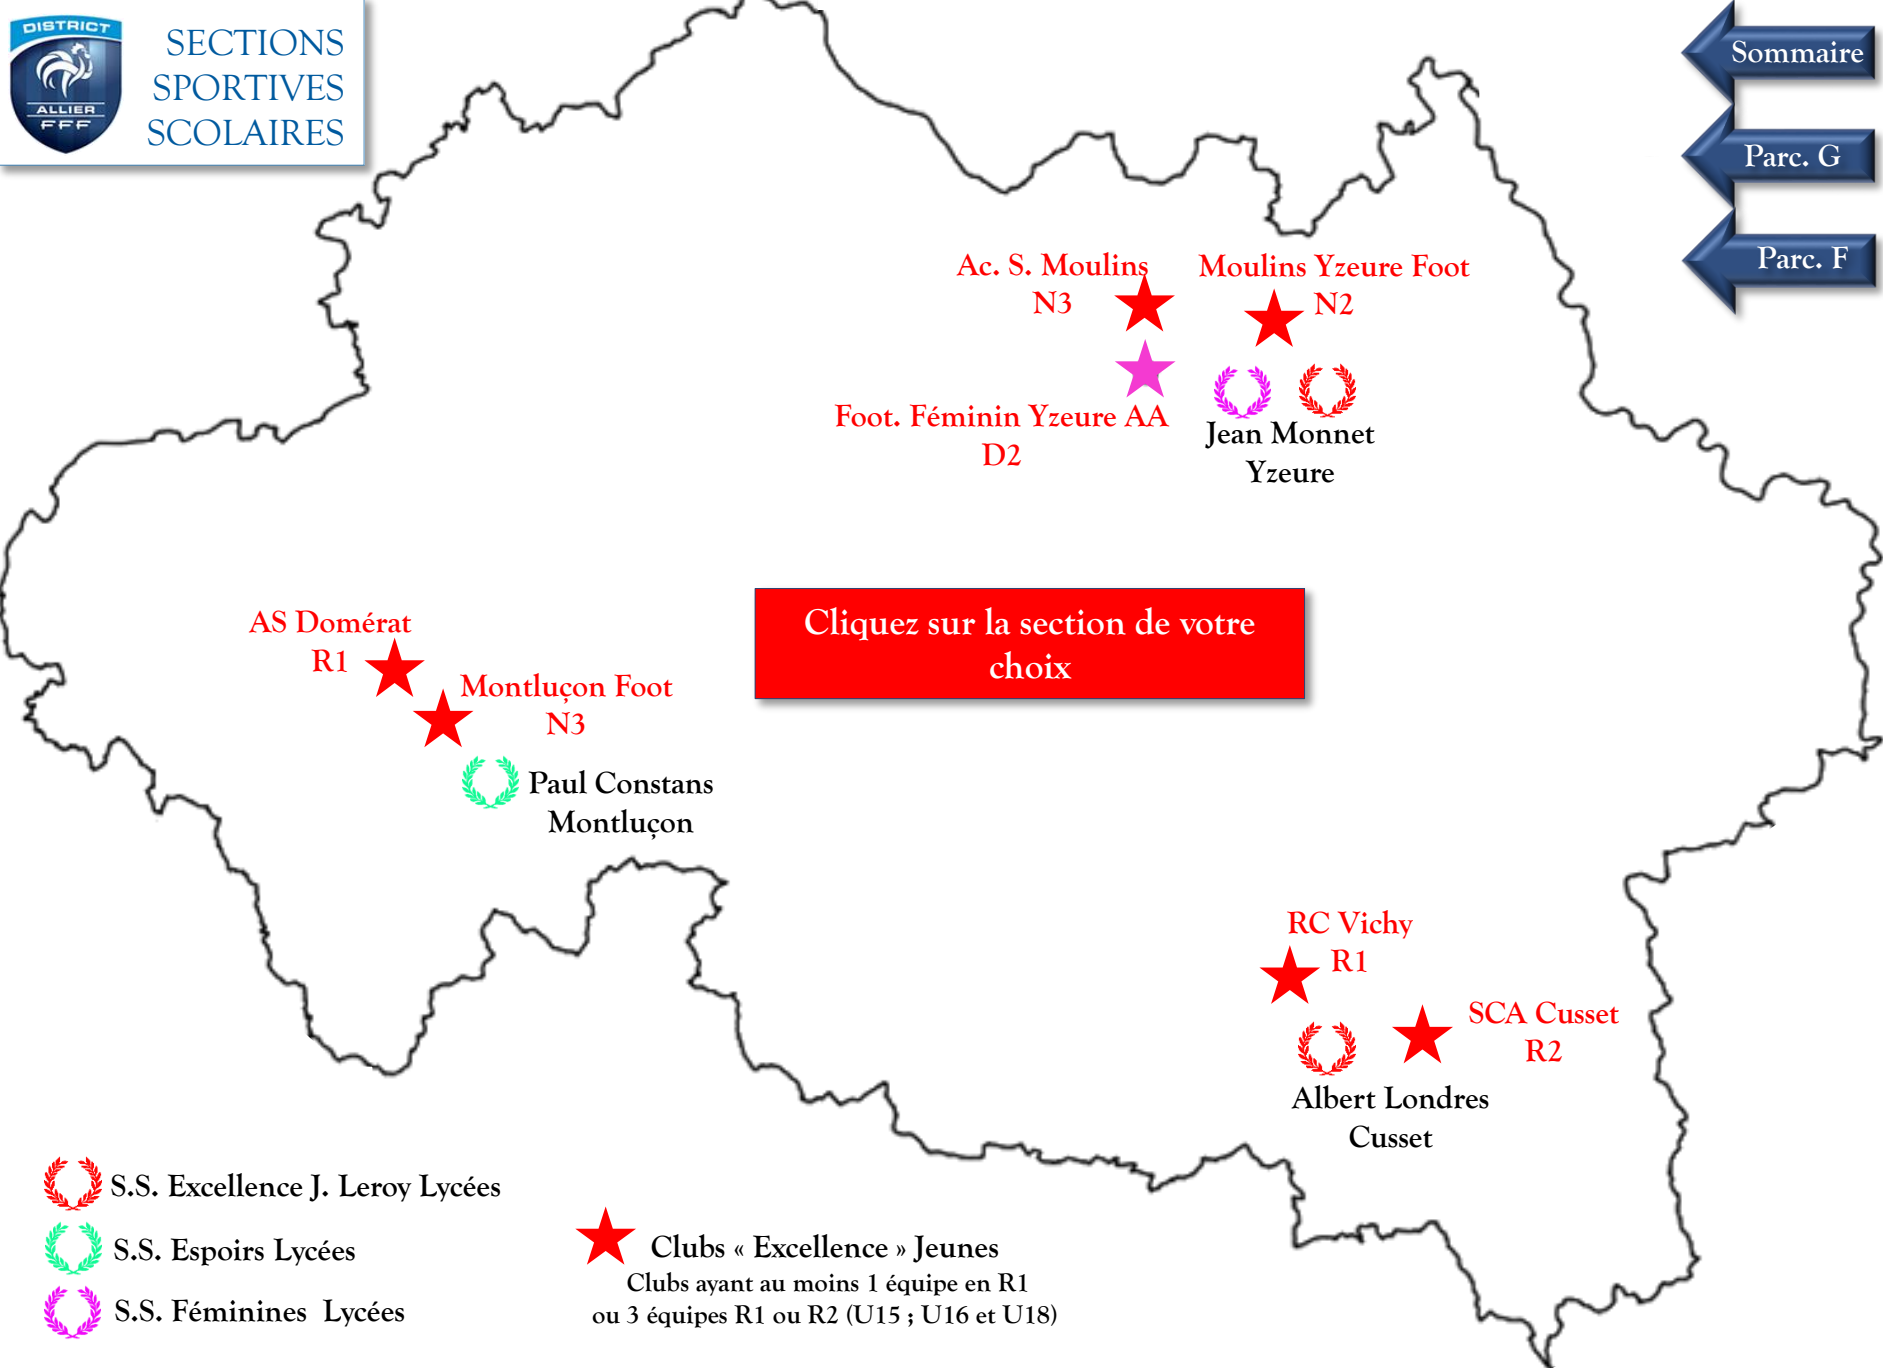 DISTRICT
ALLIER
FFF
SECTIONS
SPORTIVES
SCOLAIRES
Sommaire
Parc. G
Parc. F
Ac. S. Moulins
N3
Moulins Yzeure Foot
N2
Foot. Féminin Yzeure AA
D2
Jean Monnet
Yzeure
Cliquez sur la section de votre
choix
AS Domérat
R1
Montluçon Foot
N3
Paul Constans
Montluçon
RC Vichy
R1
SCA Cusset
R2
Albert Londres
Cusset
S.S. Excellence J. Leroy Lycées
S.S. Espoirs Lycées
S.S. Féminines Lycées
Clubs « Excellence » Jeunes
Clubs ayant au moins 1 équipe en R1
ou 3 équipes R1 ou R2 (U15 ; U16 et U18)